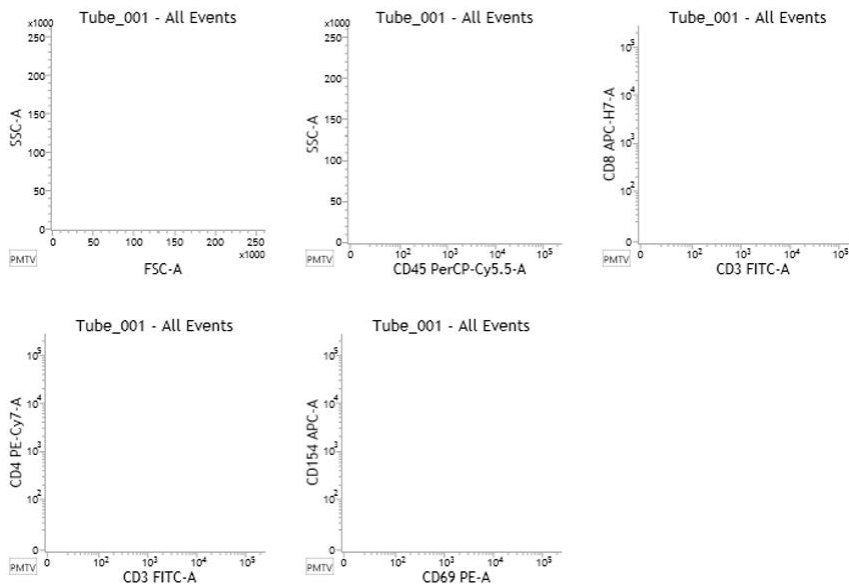 Tube_001 - All Events
x1000
250
200
150
100
50
0
SSC-A
0 50 100 150 200 250
x1000
FSC-A
PMTV
Tube_001 - All Events
x1000
250
200
150
100
50
0
SSC-A
0 10² 10³ 10⁴ 10⁵
CD45 PerCP-Cy5.5-A
PMTV
Tube_001 - All Events
10⁵
10⁴
10³
10²
0
CD8 APC-H7-A
0 10² 10³ 10⁴ 10⁵
CD3 FITC-A
PMTV
Tube_001 - All Events
10⁵
10⁴
10³
10²
0
CD4 PE-Cy7-A
0 10² 10³ 10⁴ 10⁵
CD3 FITC-A
PMTV
Tube_001 - All Events
10⁵
10⁴
10³
10²
0
CD154 APC-A
0 10² 10³ 10⁴ 10⁵
CD69 PE-A
PMTV